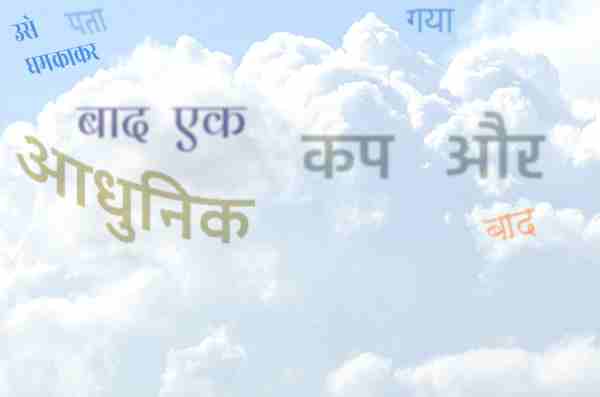 उसे
धमकाकर
पता
गया
बाद एक
कप और
आधुनिक
बाद